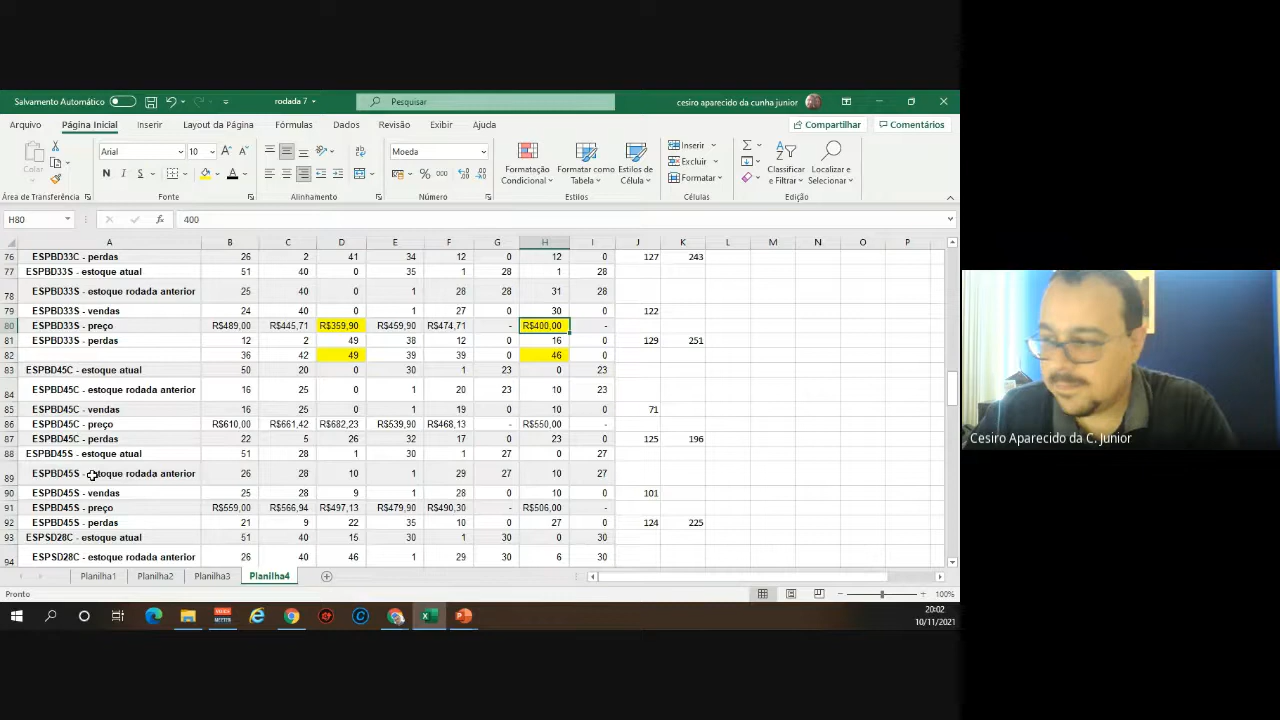 Salvamento Automático rodada 7 Pesquisar cesiro aparecido da cunha junior
Arquivo Página Inicial Inserir Layout da Página Fórmulas Dados Revisão Exibir Ajuda Compartilhar Comentários
Colar Arial 10 Moeda Formatação Condicional Formatar como Tabela Estilos de Célula Inserir Excluir Formatar Classificar e Filtrar Localizar e Selecionar
Área de Transferência Fonte Alinhamento Número Estilos Células Edição
H80 fx 400
A B C D E F G H I J K L M N O P
76 ESPBD33C - perdas 26 2 41 34 12 0 12 0 127 243
77 ESPBD33S - estoque atual 51 40 0 35 1 28 1 28
78 ESPBD33S - estoque rodada anterior 25 40 0 1 28 28 31 28
79 ESPBD33S - vendas 24 40 0 1 27 0 30 0 122
80 ESPBD33S - preço R$489,00 R$445,71 R$359,90 R$459,90 R$474,71 - R$400,00 -
81 ESPBD33S - perdas 12 2 49 38 12 0 16 0 129 251
82 36 42 49 39 39 0 46 0
83 ESPBD45C - estoque atual 50 20 0 30 1 23 0 23
84 ESPBD45C - estoque rodada anterior 16 25 0 1 20 23 10 23
85 ESPBD45C - vendas 16 25 0 1 19 0 10 0 71
86 ESPBD45C - preço R$610,00 R$661,42 R$682,23 R$539,90 R$468,13 - R$550,00 -
87 ESPBD45C - perdas 22 5 26 32 17 0 23 0 125 196
88 ESPBD45S - estoque atual 51 28 1 30 1 27 0 27
89 ESPBD45S - estoque rodada anterior 26 28 10 1 29 27 10 27
90 ESPBD45S - vendas 25 28 9 1 28 0 10 0 101
91 ESPBD45S - preço R$559,00 R$566,94 R$497,13 R$479,90 R$490,30 - R$506,00 -
92 ESPBD45S - perdas 21 9 22 35 10 0 27 0 124 225
93 ESPSD28C - estoque atual 51 40 15 30 1 30 0 30
94 ESPSD28C - estoque rodada anterior 26 40 46 1 29 30 6 30
Planilha1 Planilha2 Planilha3 Planilha4
Pronto 100%
20:02
10/11/2021
Cesiro Aparecido da C. Junior